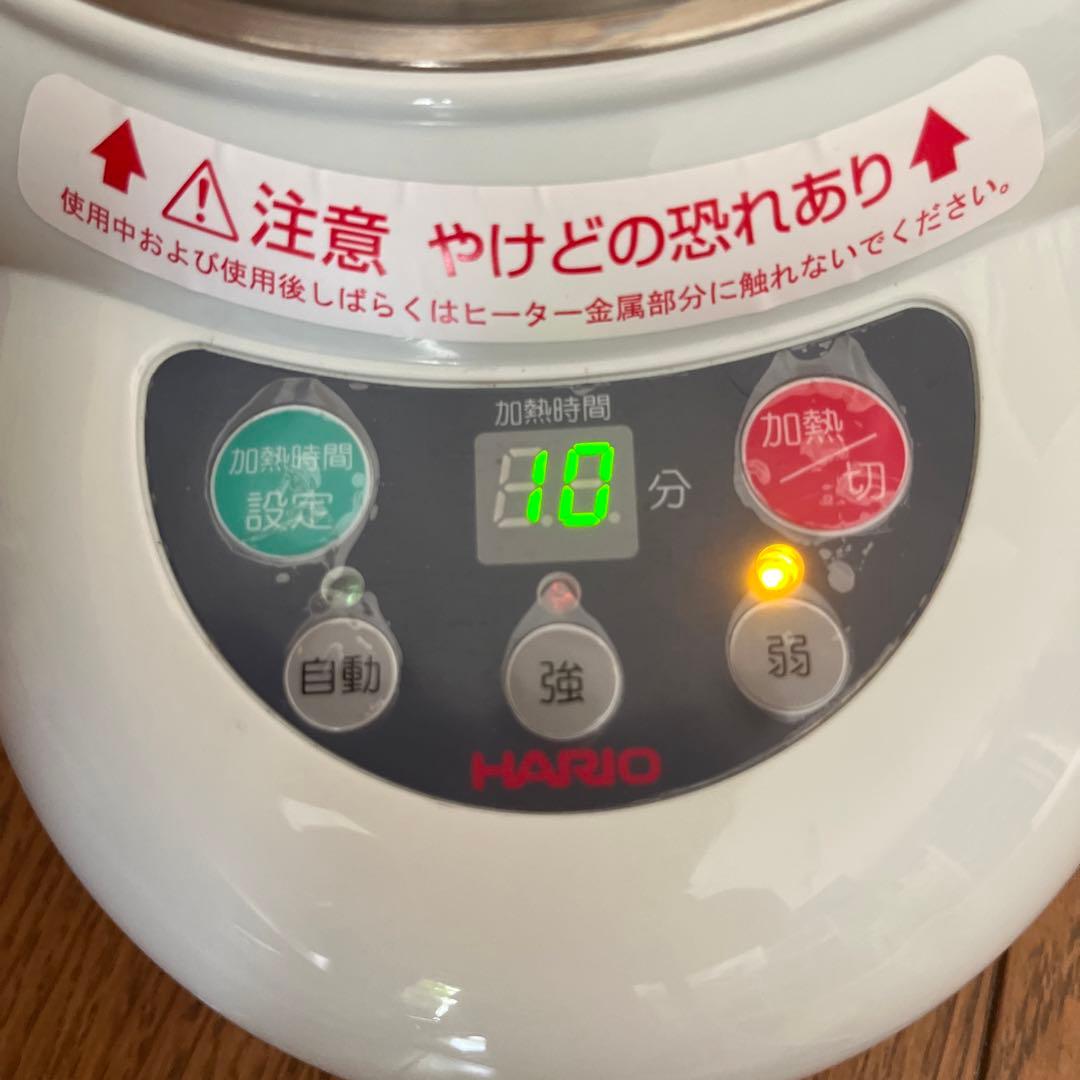 注意 やけどの恐れあり
使用中および使用後しばらくはヒーター金属部分に触れないでください。
加熱時間
設定
加熱時間
10 分
加熱/切
自動
強
弱
HARIO